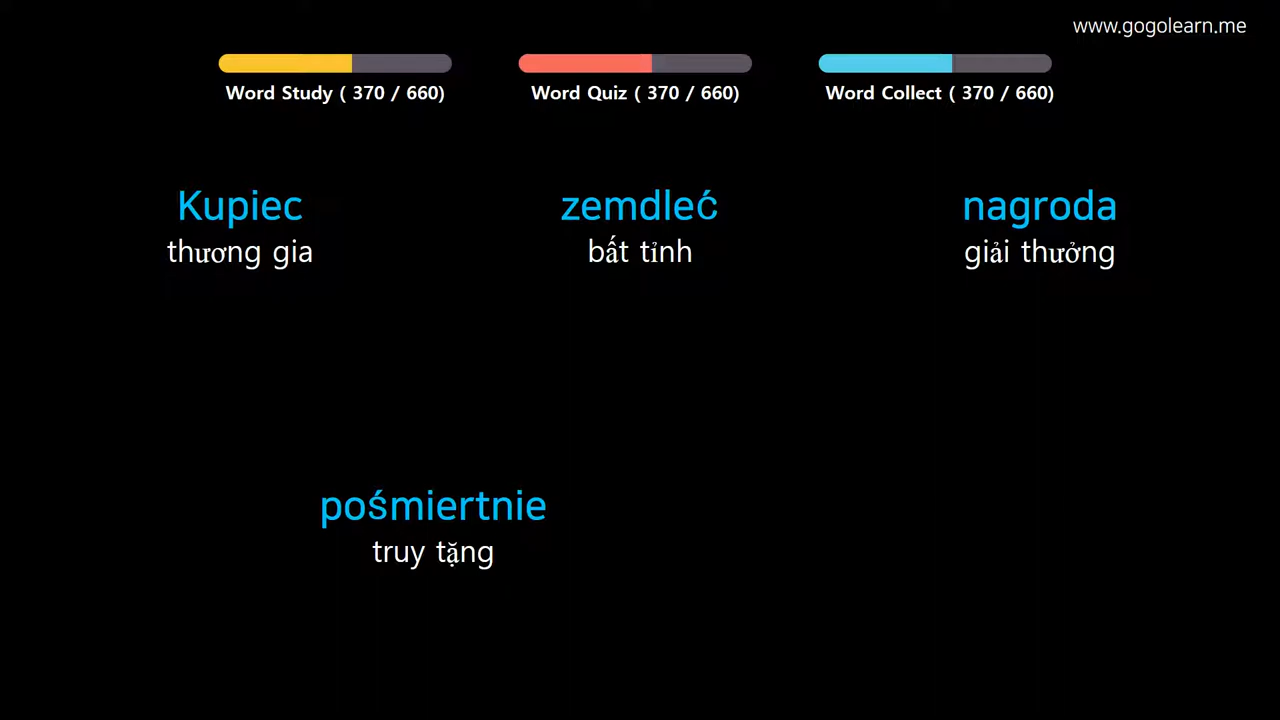 www.gogolearn.me
Word Study ( 370 / 660)
Word Quiz ( 370 / 660)
Word Collect ( 370 / 660)
Kupiec
thương gia
zemdleć
bất tỉnh
nagroda
giải thưởng
pośmiertnie
truy tặng